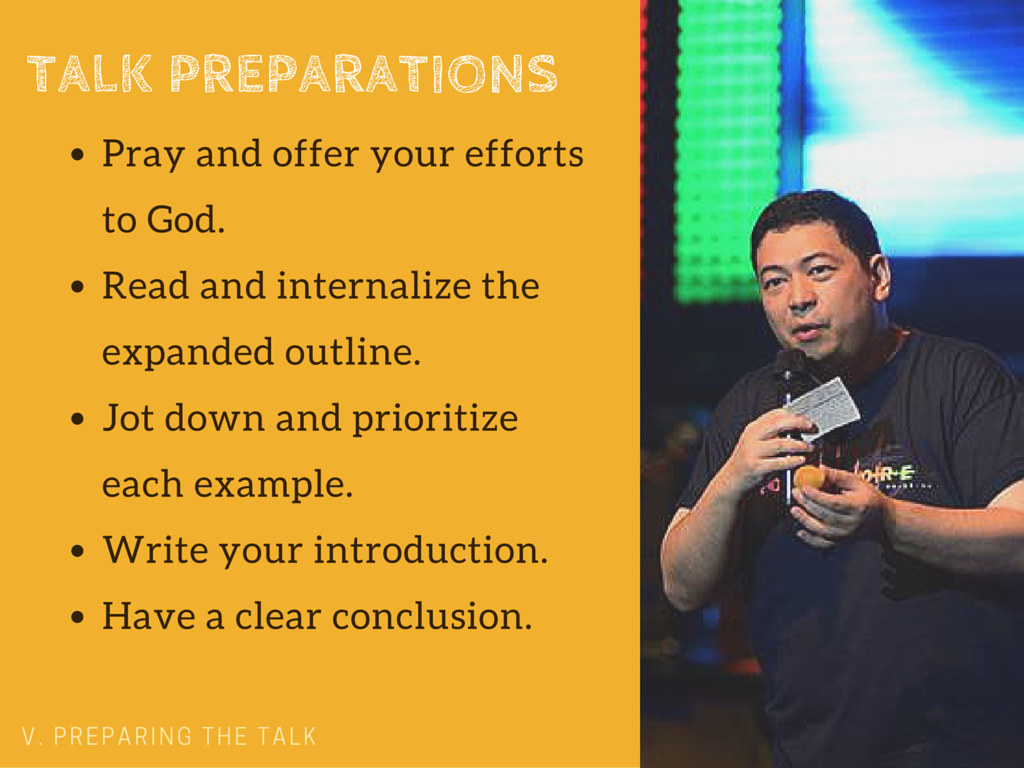 TALK PREPARATIONS
• Pray and offer your efforts
to God.
• Read and internalize the
expanded outline.
• Jot down and prioritize
each example.
• Write your introduction.
• Have a clear conclusion.
V. PREPARING THE TALK